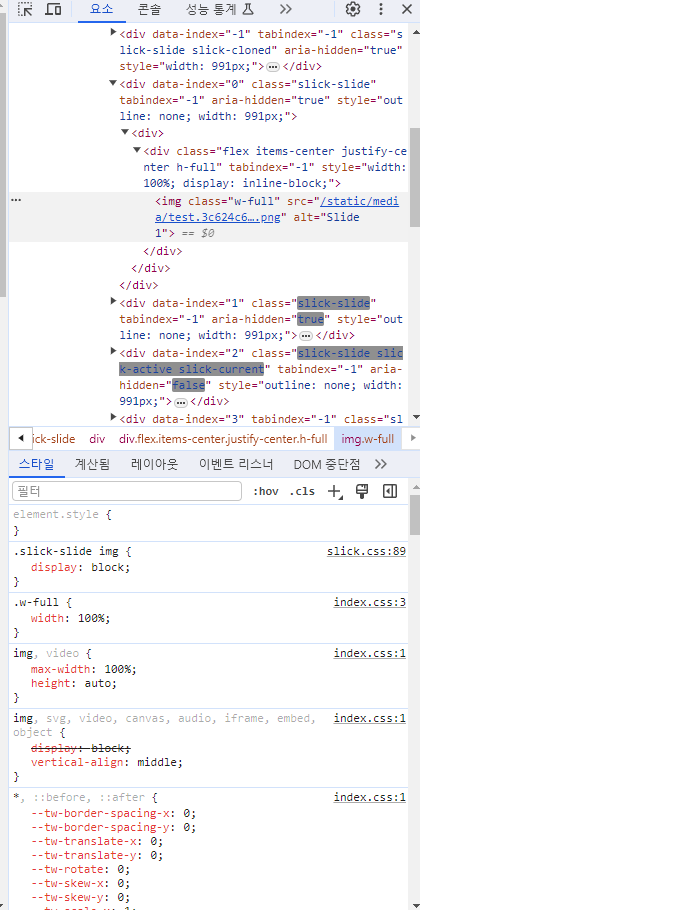 요소 콘솔 성능 통계
<div data-index="-1" tabindex="-1" class="s
lick-slide slick-cloned" aria-hidden="true"
style="width: 991px;">…</div>
<div data-index="0" class="slick-slide"
tabindex="-1" aria-hidden="true" style="out
line: none; width: 991px;">
<div>
<div class="flex items-center justify-ce
nter h-full" tabindex="-1" style="width:
100%; display: inline-block;">
<img class="w-full" src="/static/medi
a/test.3c624c6….png" alt="Slide
1"> == $0
</div>
</div>
</div>
<div data-index="1" class="slick-slide"
tabindex="-1" aria-hidden="true" style="out
line: none; width: 991px;">…</div>
<div data-index="2" class="slick-slide slic
k-active slick-current" tabindex="-1" aria-
hidden="false" style="outline: none; width:
991px;">…</div>
<div data-index="3" tabindex="-1" class="sl
ick-slide div div.flex.items-center.justify-center.h-full img.w-full
스타일 계산됨 레이아웃 이벤트 리스너 DOM 중단점
필터 :hov .cls
element.style {
}
.slick-slide img { slick.css:89
display: block;
}
.w-full { index.css:3
width: 100%;
}
img, video { index.css:1
max-width: 100%;
height: auto;
}
img, svg, video, canvas, audio, iframe, embed, index.css:1
object {
display: block;
vertical-align: middle;
}
*, ::before, ::after { index.css:1
--tw-border-spacing-x: 0;
--tw-border-spacing-y: 0;
--tw-translate-x: 0;
--tw-translate-y: 0;
--tw-rotate: 0;
--tw-skew-x: 0;
--tw-skew-y: 0;